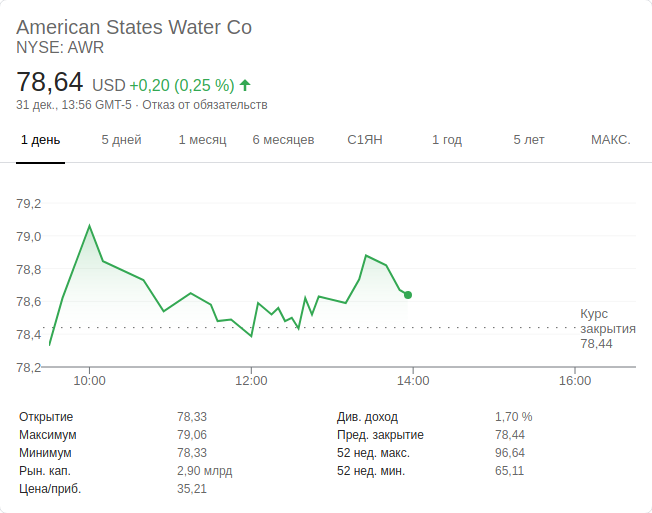 American States Water Co
NYSE: AWR
78,64 USD +0,20 (0,25 %)
31 дек., 13:56 GMT-5 · Отказ от обязательств
1 день 5 дней 1 месяц 6 месяцев С1ЯН 1 год 5 лет МАКС.
79,2
79,0
78,8
78,6
78,4
78,2
Курс
закрытия
78,44
10:00 12:00 14:00 16:00
Открытие 78,33 Див. доход 1,70 %
Максимум 79,06 Пред. закрытие 78,44
Минимум 78,33 52 нед. макс. 96,64
Рын. кап. 2,90 млрд 52 нед. мин. 65,11
Цена/приб. 35,21